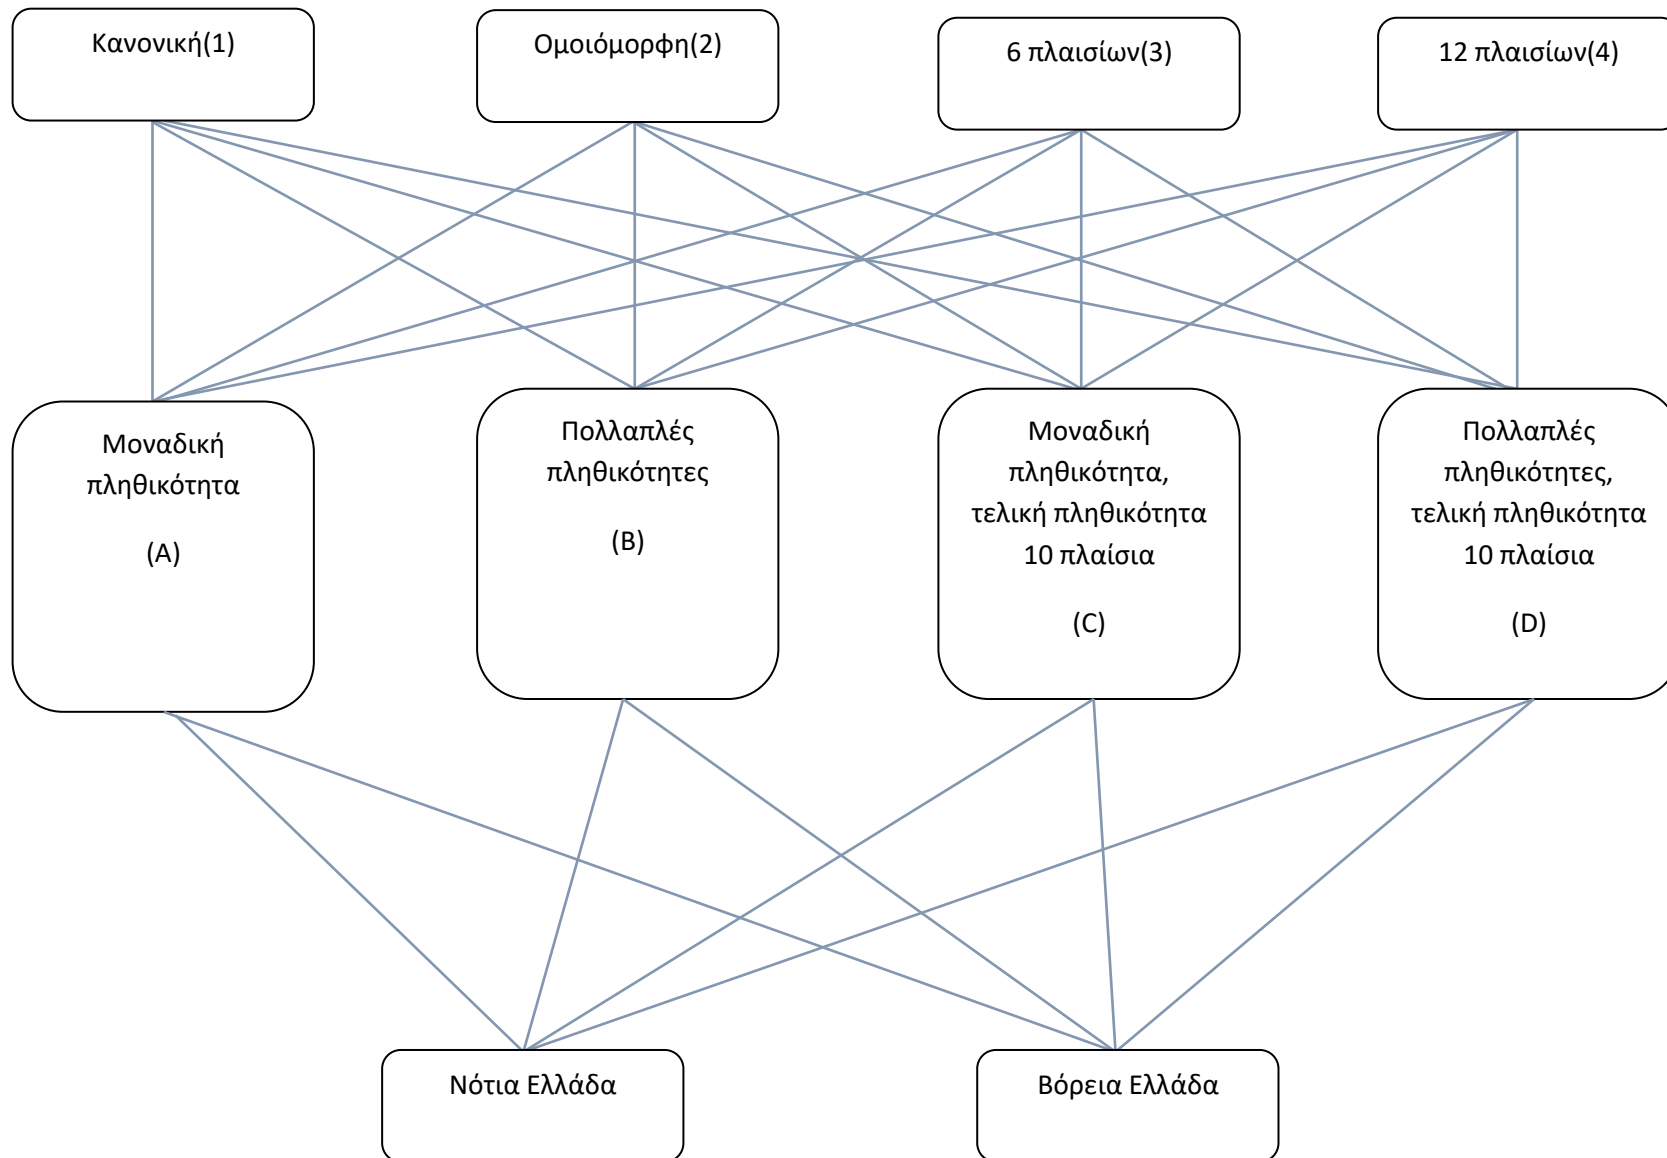 Κανονική(1)
Ομοιόμορφη(2)
6 πλαισίων(3)
12 πλαισίων(4)
Μοναδική
πληθικότητα
(A)
Πολλαπλές
πληθικότητες
(B)
Μοναδική
πληθικότητα,
τελική πληθικότητα
10 πλαίσια
(C)
Πολλαπλές
πληθικότητες,
τελική πληθικότητα
10 πλαίσια
(D)
Νότια Ελλάδα
Βόρεια Ελλάδα